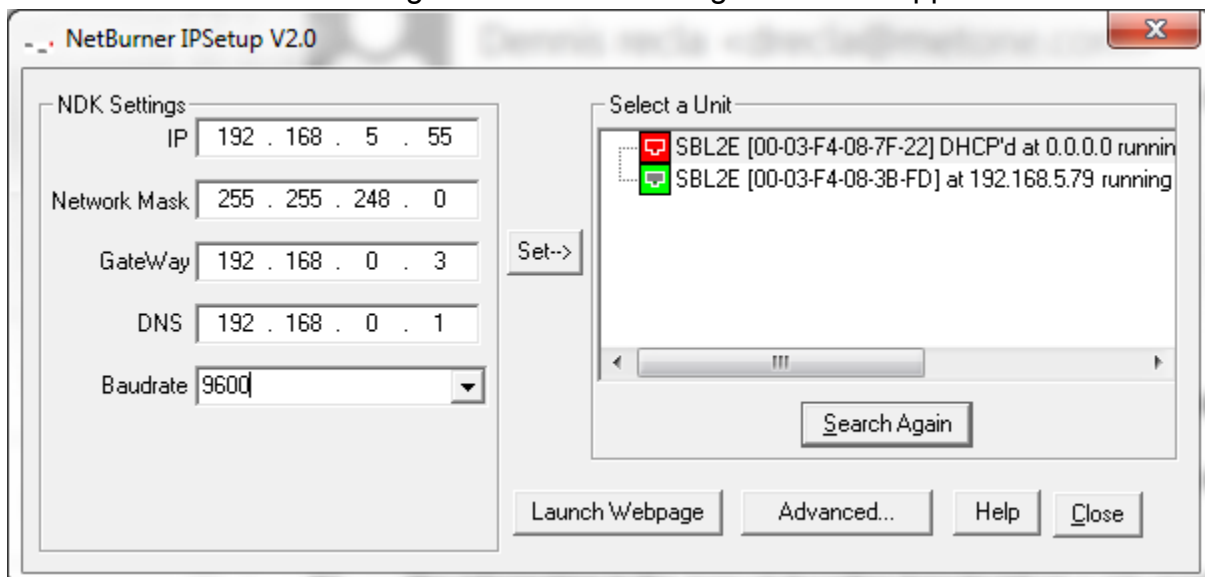 NetBurner IPSetup V2.0
NDK Settings
IP 192 . 168 . 5 . 55
Network Mask 255 . 255 . 248 . 0
GateWay 192 . 168 . 0 . 3
DNS 192 . 168 . 0 . 1
Baudrate 9600
Set-->
Select a Unit
SBL2E [00-03-F4-08-7F-22] DHCP'd at 0.0.0.0 runnin
SBL2E [00-03-F4-08-3B-FD] at 192.168.5.79 running
Search Again
Launch Webpage Advanced... Help Close